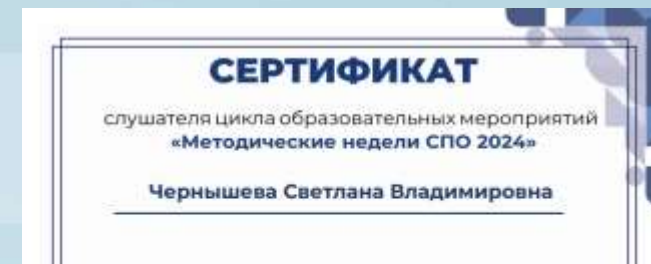 СЕРТИФИКАТ
слушателя цикла образовательных мероприятий
«Методические недели СПО 2024»
Чернышева Светлана Владимировна